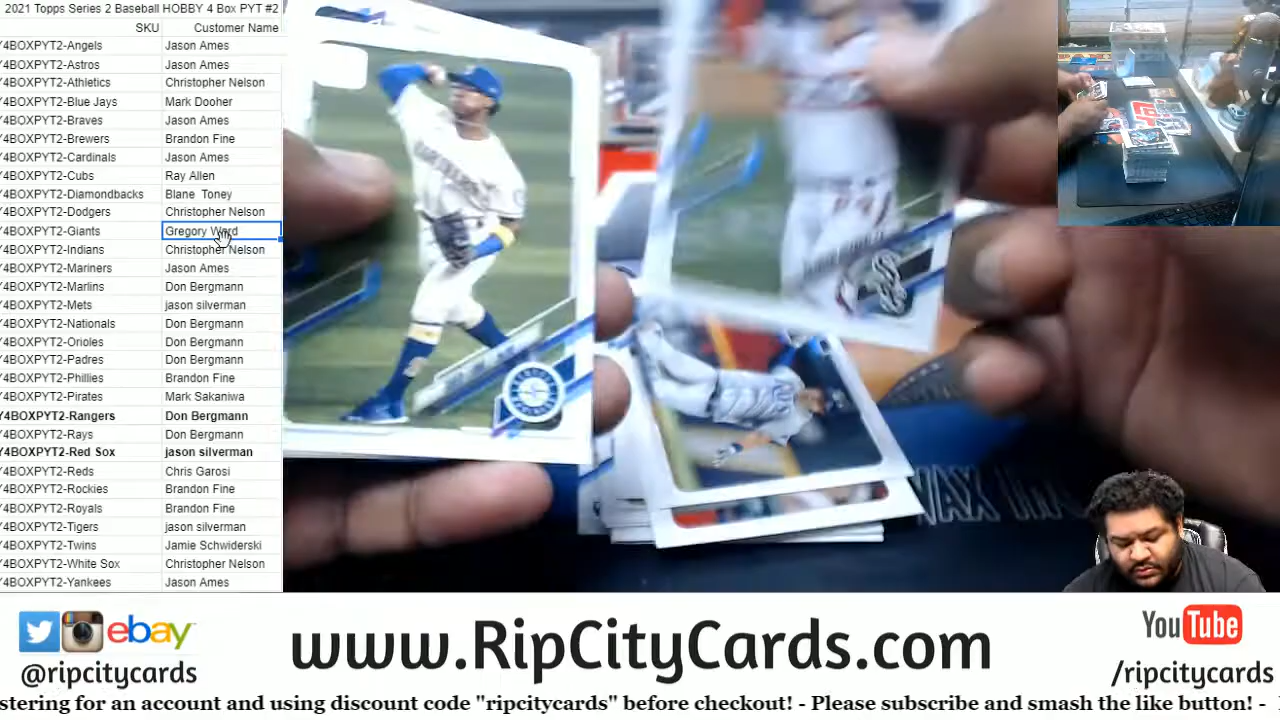 2021 Topps Series 2 Baseball HOBBY 4 Box PYT #2
SKU Customer Name
Y4BOXPYT2-Angels Jason Ames
Y4BOXPYT2-Astros Jason Ames
Y4BOXPYT2-Athletics Christopher Nelson
Y4BOXPYT2-Blue Jays Mark Dooher
Y4BOXPYT2-Braves Jason Ames
Y4BOXPYT2-Brewers Brandon Fine
Y4BOXPYT2-Cardinals Jason Ames
Y4BOXPYT2-Cubs Ray Allen
Y4BOXPYT2-Diamondbacks Blane Toney
Y4BOXPYT2-Dodgers Christopher Nelson
Y4BOXPYT2-Giants Gregory Ward
Y4BOXPYT2-Indians Christopher Nelson
Y4BOXPYT2-Mariners Jason Ames
Y4BOXPYT2-Marlins Don Bergmann
Y4BOXPYT2-Mets jason silverman
Y4BOXPYT2-Nationals Don Bergmann
Y4BOXPYT2-Orioles Don Bergmann
Y4BOXPYT2-Padres Don Bergmann
Y4BOXPYT2-Phillies Brandon Fine
Y4BOXPYT2-Pirates Mark Sakaniwa
Y4BOXPYT2-Rangers Don Bergmann
Y4BOXPYT2-Rays Don Bergmann
Y4BOXPYT2-Red Sox jason silverman
Y4BOXPYT2-Reds Chris Garosi
Y4BOXPYT2-Rockies Brandon Fine
Y4BOXPYT2-Royals Brandon Fine
Y4BOXPYT2-Tigers jason silverman
Y4BOXPYT2-Twins Jamie Schwiderski
Y4BOXPYT2-White Sox Christopher Nelson
Y4BOXPYT2-Yankees Jason Ames
WAX
ebay
@ripcitycards
www.RipCityCards.com
YouTube
/ripcitycards
stering for an account and using discount code "ripcitycards" before checkout! - Please subscribe and smash the like button! -